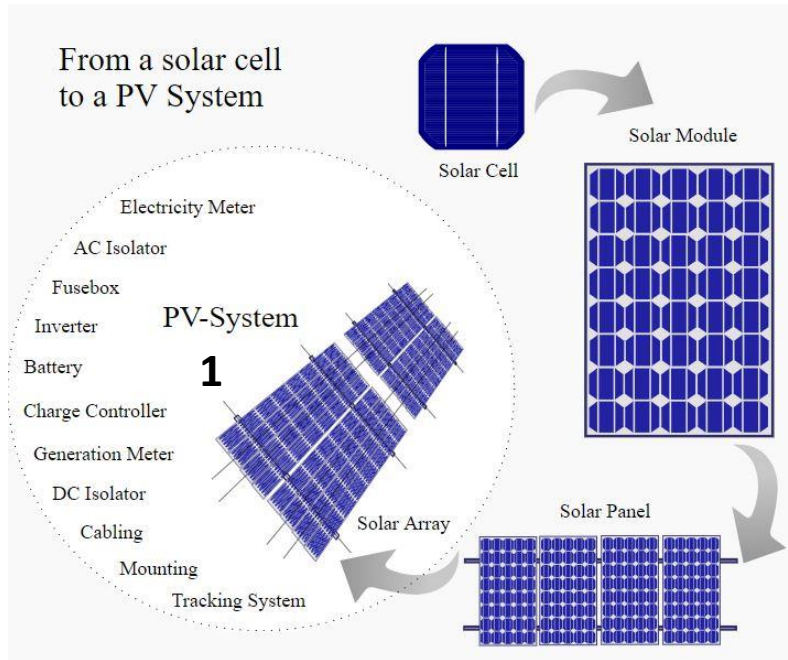 From a solar cell
to a PV System
Solar Cell
Solar Module
Electricity Meter
AC Isolator
Fusebox
Inverter
Battery
Charge Controller
Generation Meter
DC Isolator
Cabling
Mounting
Tracking System
PV-System
1
Solar Array
Solar Panel